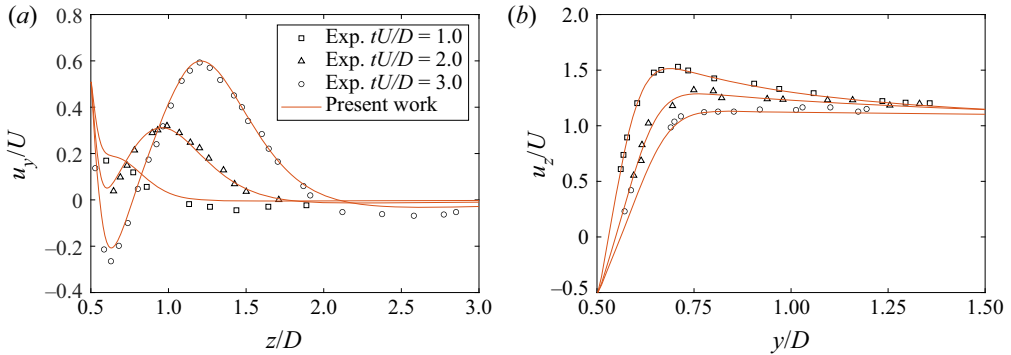 (a)
0.8
0.6
0.4
0.2
0
−0.2
−0.4
u_y/U
0.5
1.0
1.5
2.0
2.5
3.0
z/D
Exp. tU/D = 1.0
Exp. tU/D = 2.0
Exp. tU/D = 3.0
Present work
(b)
2.0
1.5
1.0
0.5
0
−0.5
u_z/U
0.50
0.75
1.00
1.25
1.50
y/D